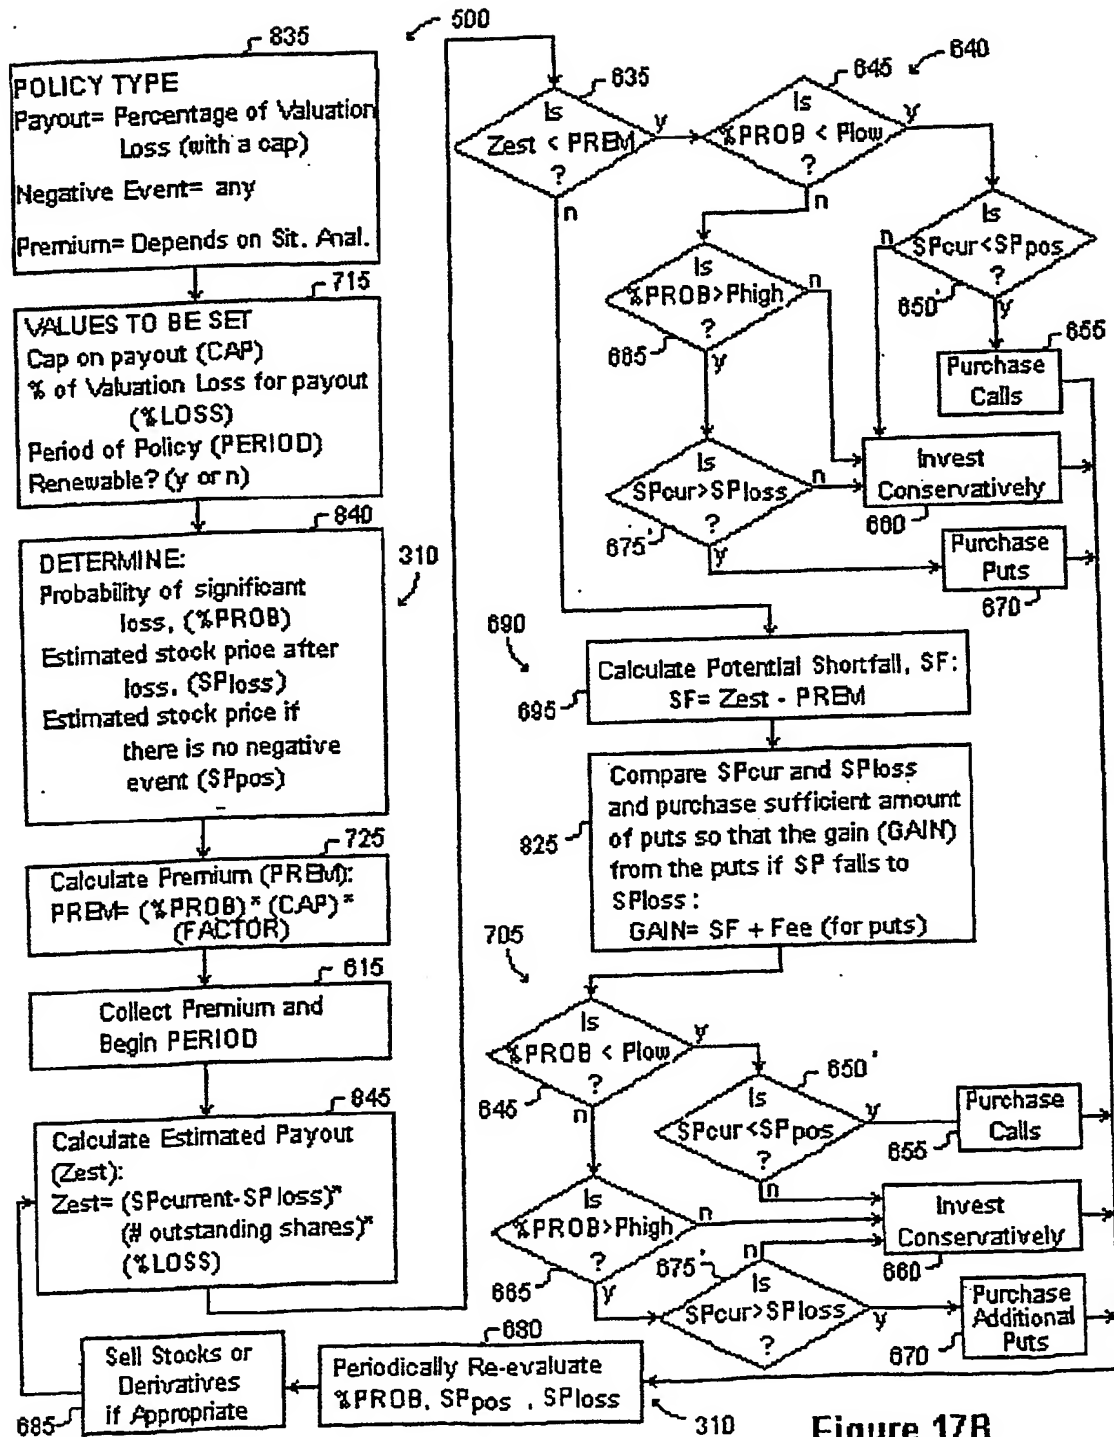 835
500
POLICY TYPE
Payout= Percentage of Valuation
Loss (with a cap)
Negative Event= any
Premium= Depends on Sit. Anal.
715
VALUES TO BE SET
Cap on payout (CAP)
% of Valuation Loss for payout
(%LOSS)
Period of Policy (PERIOD)
Renewable? (y or n)
840
310
DETERMINE:
Probability of significant
loss, (%PROB)
Estimated stock price after
loss, (SPloss)
Estimated stock price if
there is no negative
event (SPpos)
725
Calculate Premium (PREM):
PREM= (%PROB)* (CAP)*
(FACTOR)
615
Collect Premium and
Begin PERIOD
845
Calculate Estimated Payout
(Zest):
Zest= (SPcurrent-SPloss)*
(# outstanding shares)*
(%LOSS)
635
Is
Zest < PREM
?
y
n
645
640
Is
%PROB < Plow
?
y
n
Is
SPcur<SPpos
?
n
y
650'
655
Purchase
Calls
Is
%PROB>Phigh
?
n
y
665
Is
SPcur>SPloss
?
n
y
675'
Invest
Conservatively
660
Purchase
Puts
670
690
Calculate Potential Shortfall, SF:
SF= Zest - PREM
695
Compare SPcur and SPloss
and purchase sufficient amount
of puts so that the gain (GAIN)
from the puts if SP falls to
SPloss:
GAIN= SF + Fee (for puts)
825
705
Is
%PROB < Plow
?
y
n
645
650'
Is
SPcur<SPpos
?
y
n
Purchase
Calls
655
Is
%PROB>Phigh
?
n
y
665
Invest
Conservatively
660
675'
n
Is
SPcur>SPloss
?
y
Purchase
Additional
Puts
670
680
Periodically Re-evaluate
%PROB, SPpos , SPloss
310
Sell Stocks or
Derivatives
if Appropriate
685
Figure 17B